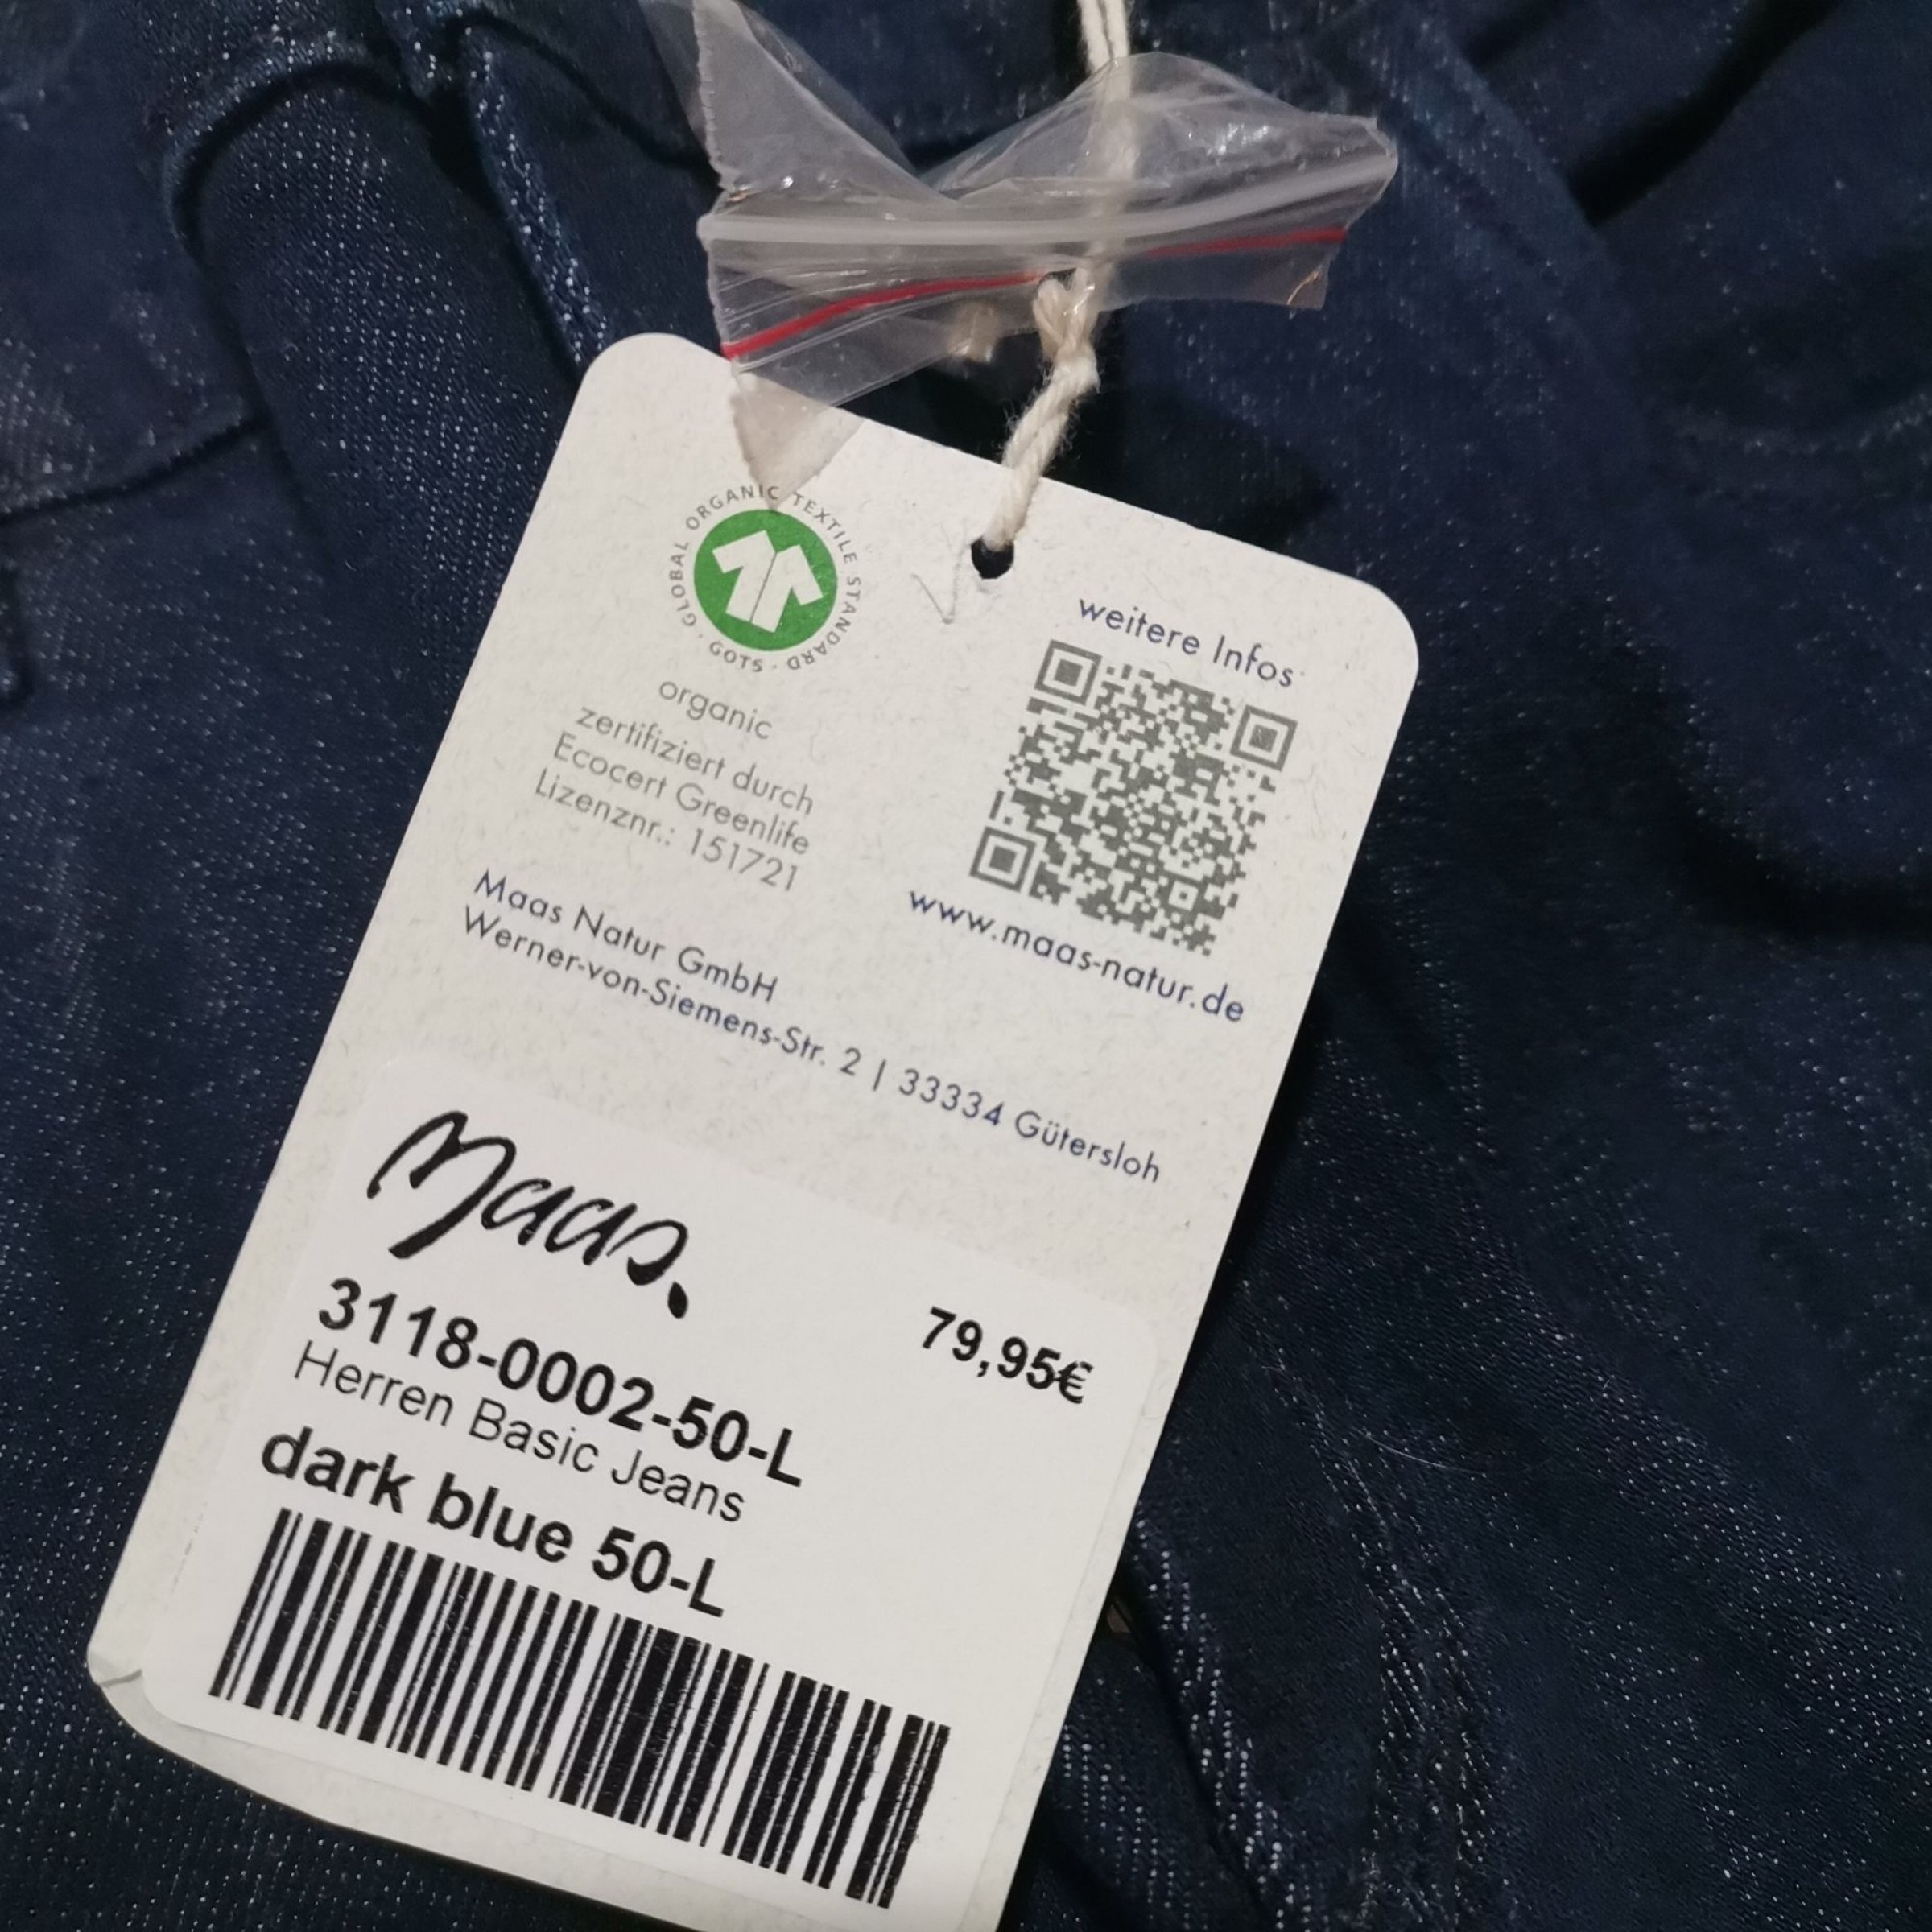 GLOBAL ORGANIC TEXTILE STANDARD · GOTS ·
organic
zertifiziert durch
Ecocert Greenlife
Lizenznr.: 151721
weitere Infos
www.maas-natur.de
Maas Natur GmbH
Werner-von-Siemens-Str. 2 | 33334 Gütersloh
Maas.
79,95€
3118-0002-50-L
Herren Basic Jeans
dark blue 50-L